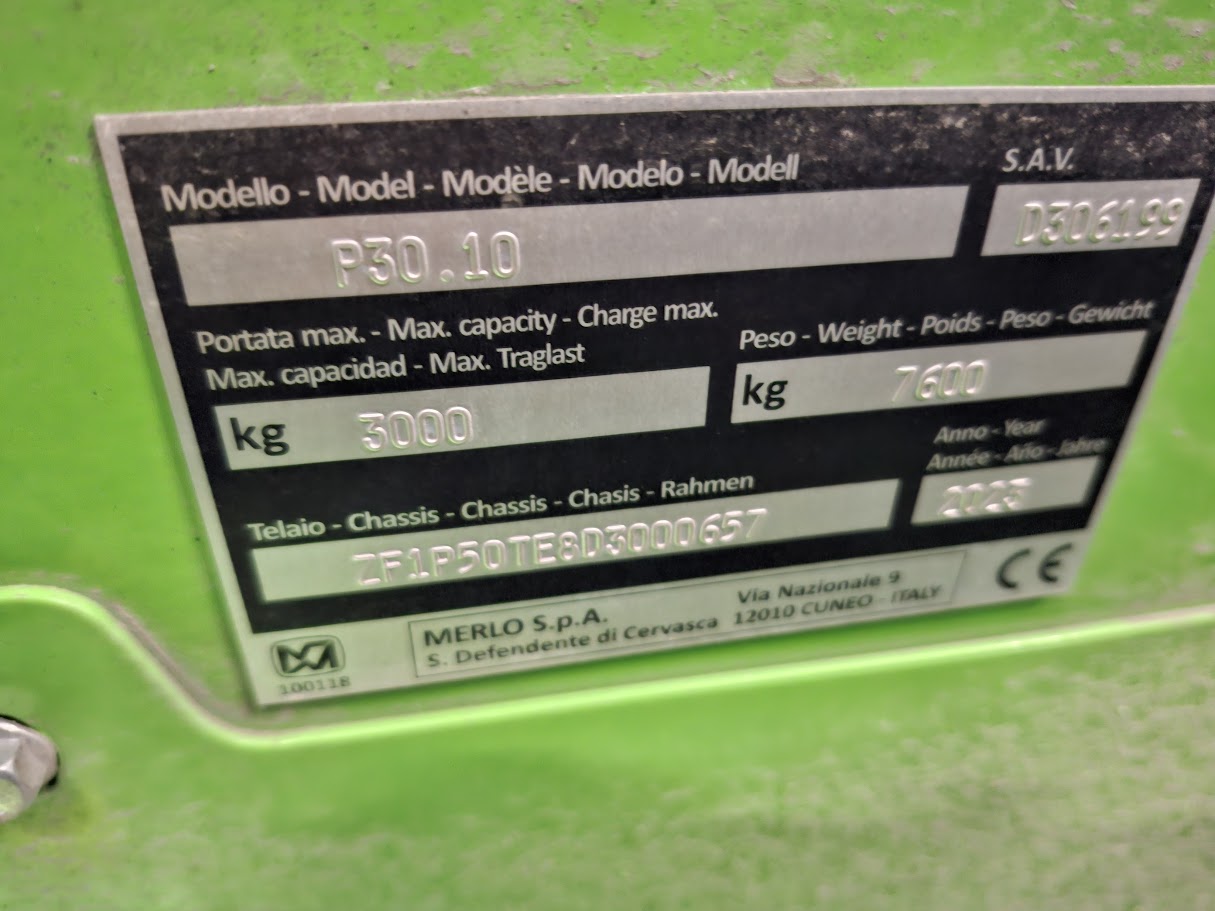 Modello - Model - Modèle - Modelo - Modell
S.A.V.
P30.10
D306199
Portata max. - Max. capacity - Charge max.
Max. capacidad - Max. Traglast
kg 3000
Peso - Weight - Poids - Peso - Gewicht
kg 7600
Telaio - Chassis - Chassis - Chasis - Rahmen
ZF1P50TE8D3000657
Anno - Year
Année - Año - Jahre
2023
100118
MERLO S.p.A.
S. Defendente di Cervasca
Via Nazionale 9
12010 CUNEO - ITALY
CE